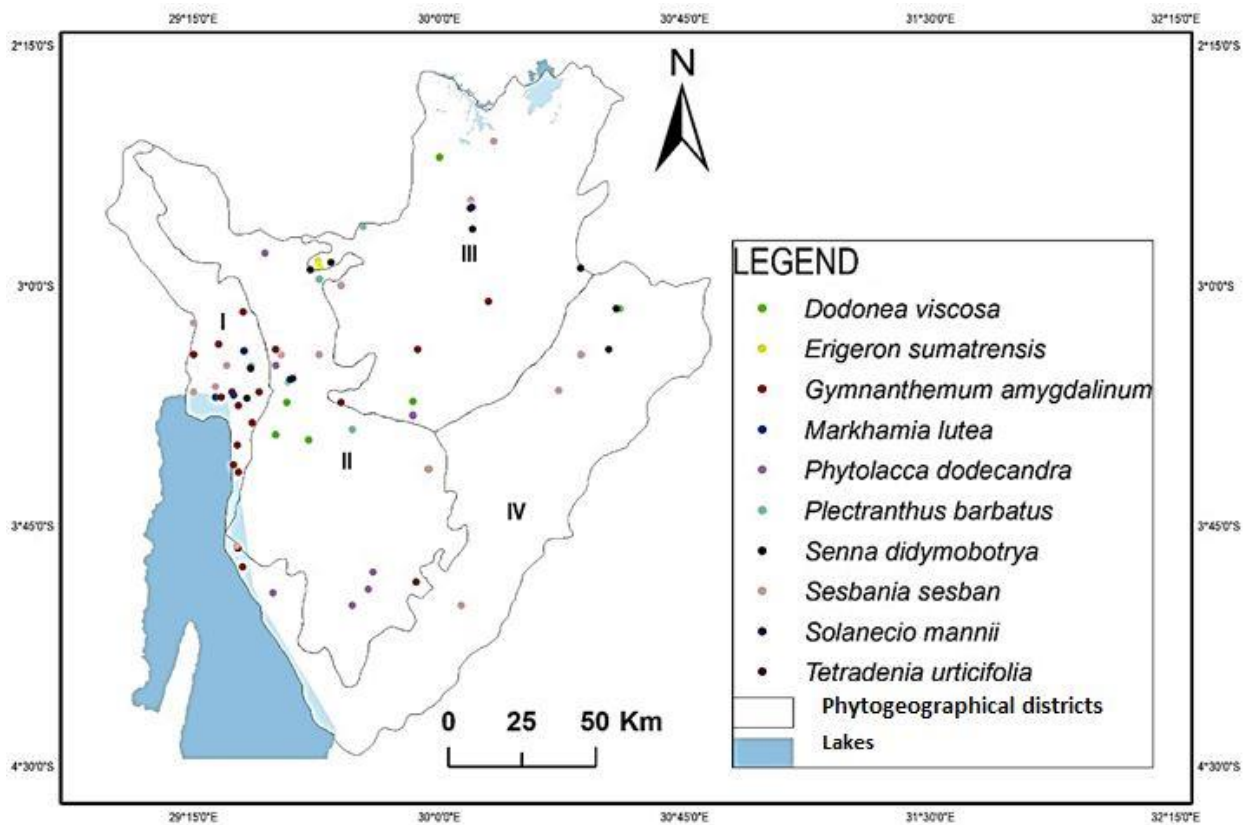 29°15'0"E 30°0'0"E 30°45'0"E 31°30'0"E 32°15'0"E
2°15'0"S 2°15'0"S
N
III
LEGEND
Dodonea viscosa
3°0'0"S 3°0'0"S
I
Erigeron sumatrensis
Gymnanthemum amygdalinum
Markhamia lutea
II
Phytolacca dodecandra
IV
Plectranthus barbatus
3°45'0"S 3°45'0"S
Senna didymobotrya
Sesbania sesban
Solanecio mannii
Tetradenia urticifolia
Phytogeographical districts
0 25 50 Km
Lakes
4°30'0"S 4°30'0"S
29°15'0"E 30°0'0"E 30°45'0"E 31°30'0"E 32°15'0"E